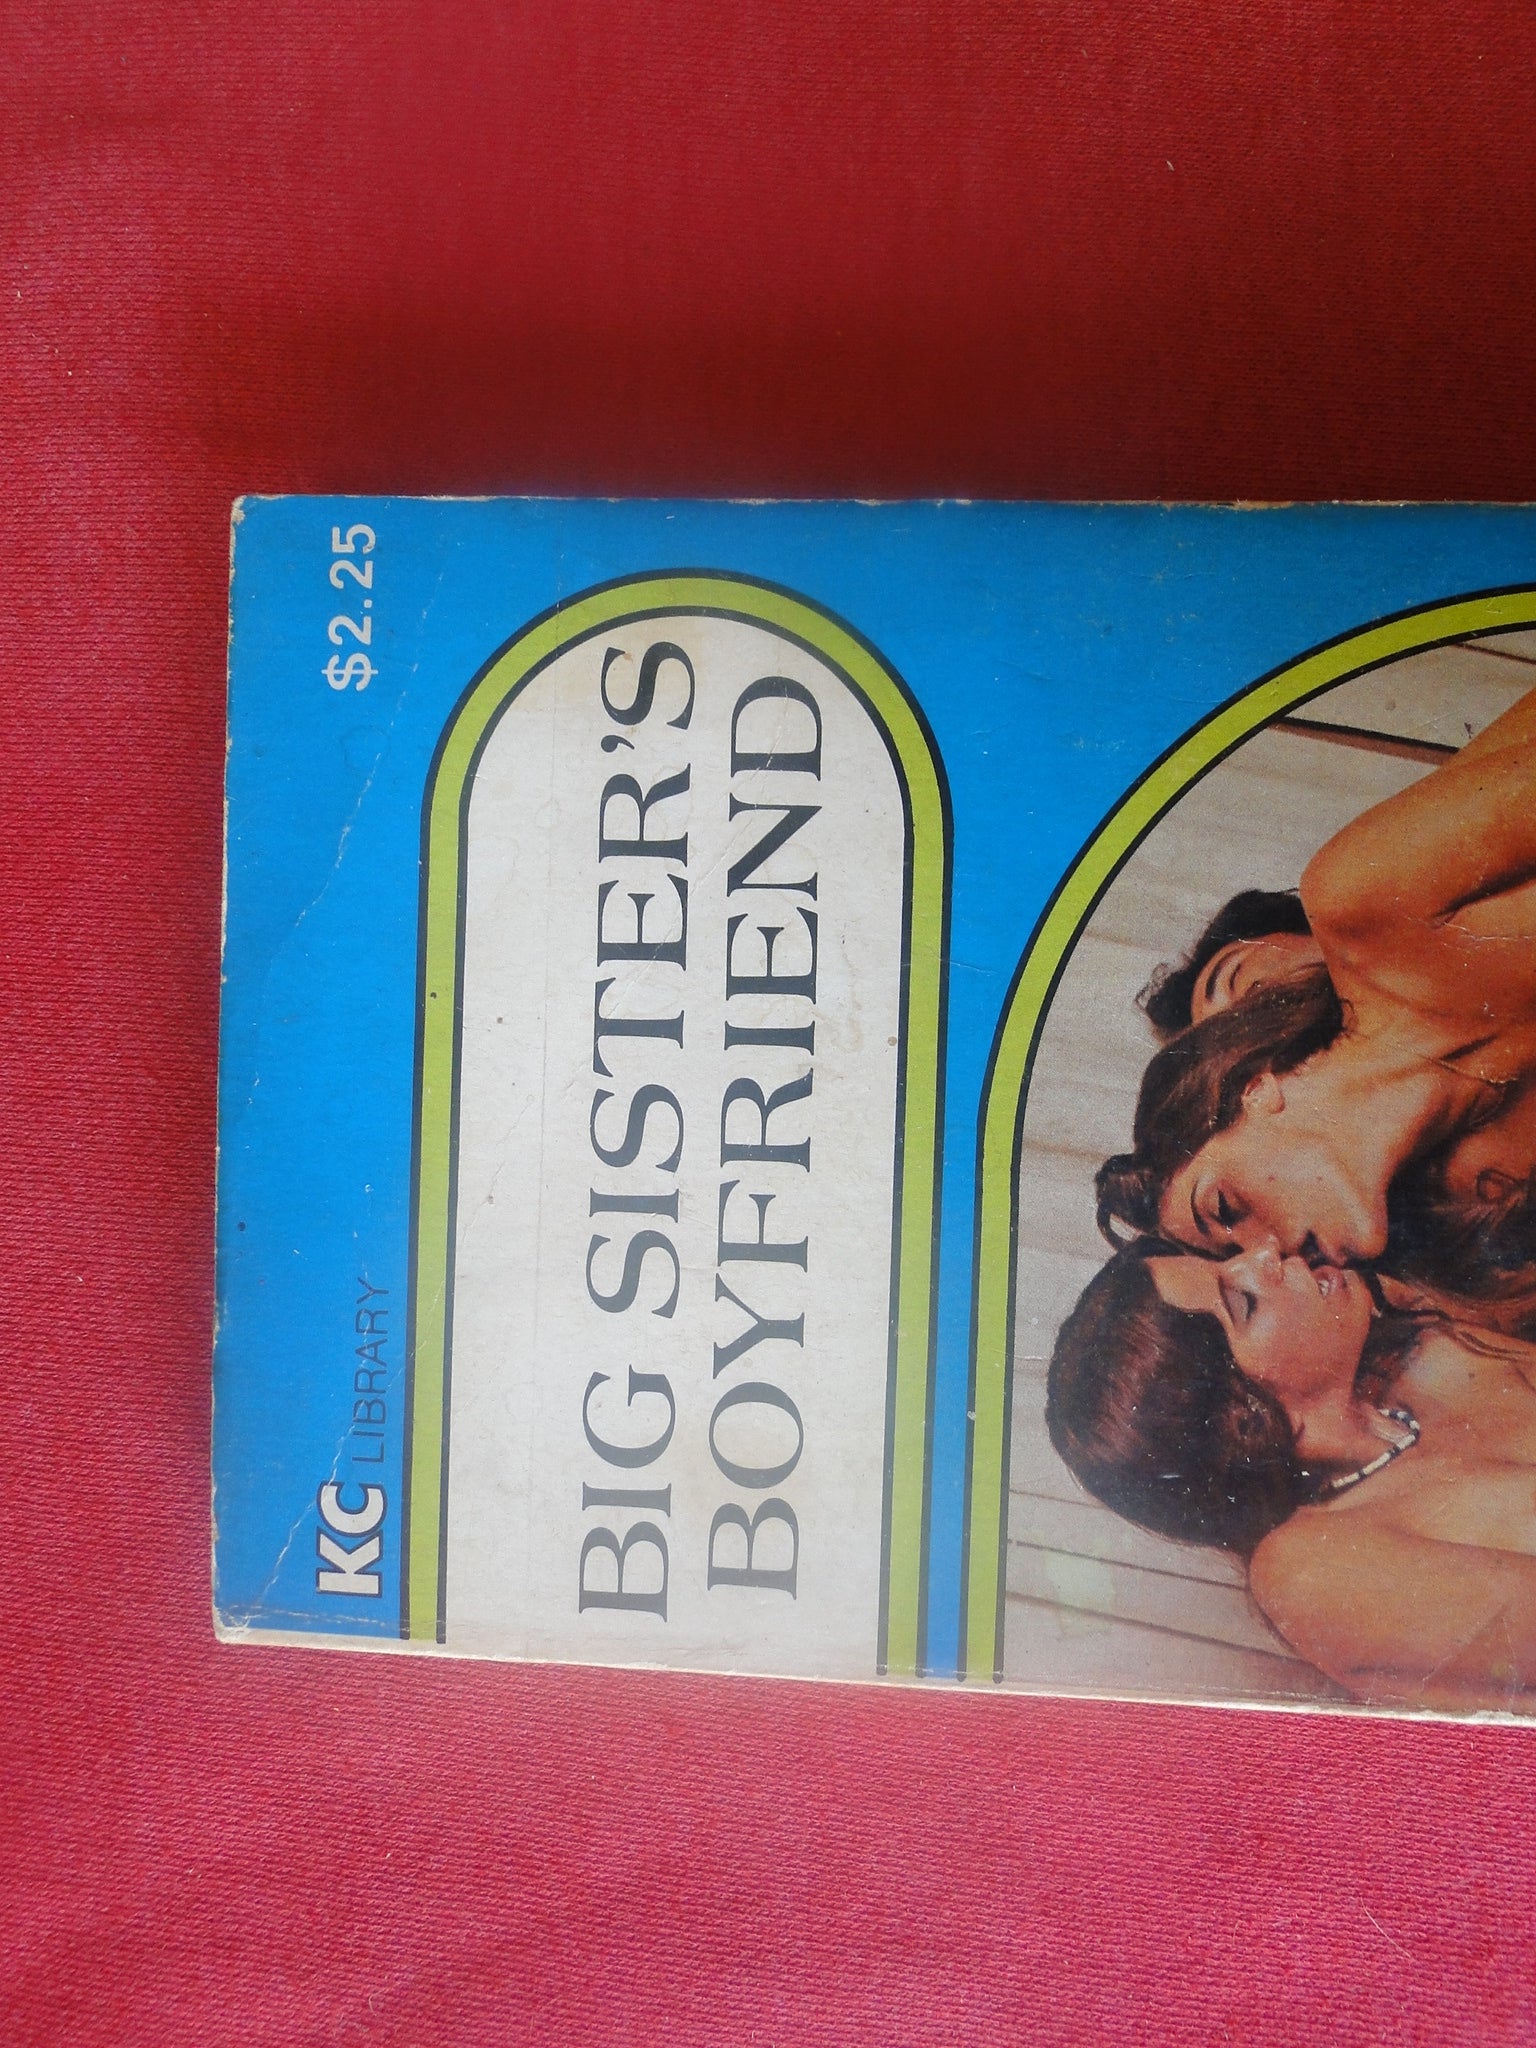 KC LIBRARY $2.25
BIG SISTER'S
BOYFRIEND